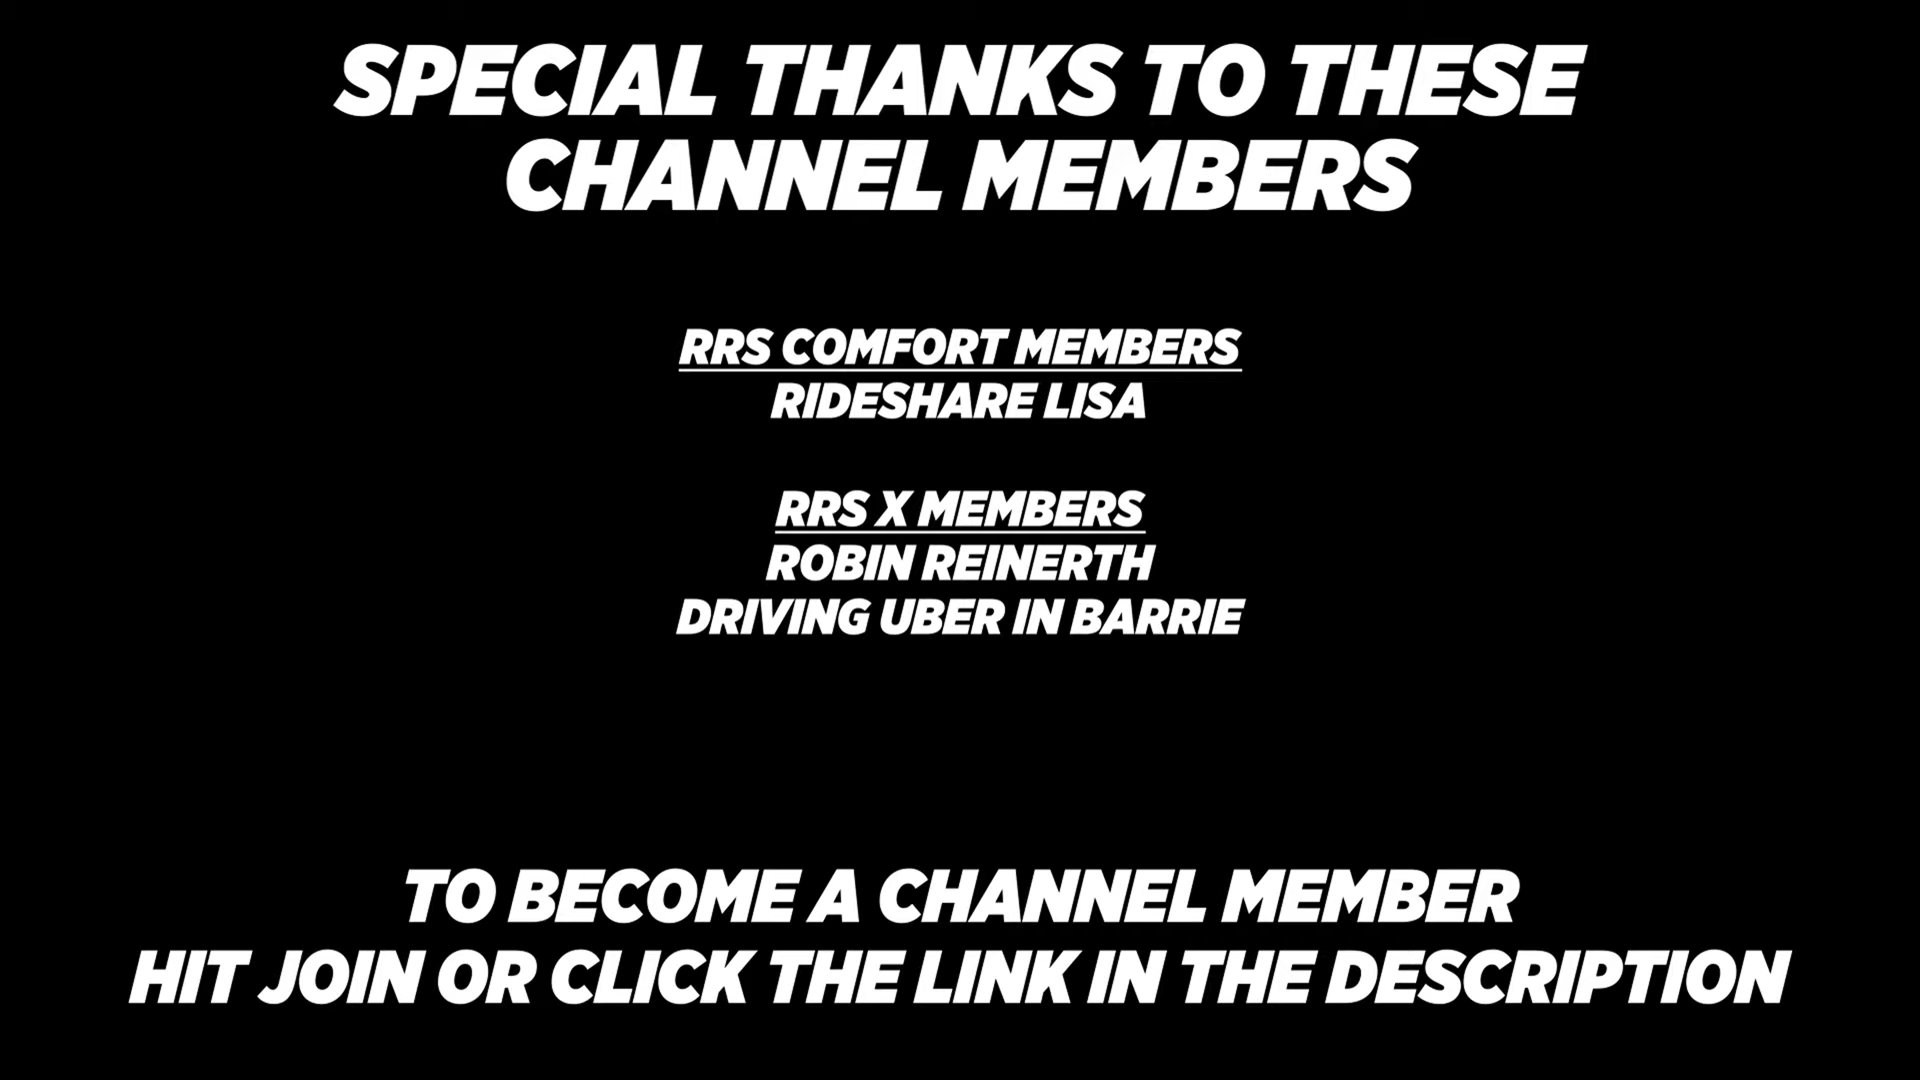 SPECIAL THANKS TO THESE
CHANNEL MEMBERS
RRS COMFORT MEMBERS
RIDESHARE LISA
RRS X MEMBERS
ROBIN REINERTH
DRIVING UBER IN BARRIE
TO BECOME A CHANNEL MEMBER
HIT JOIN OR CLICK THE LINK IN THE DESCRIPTION